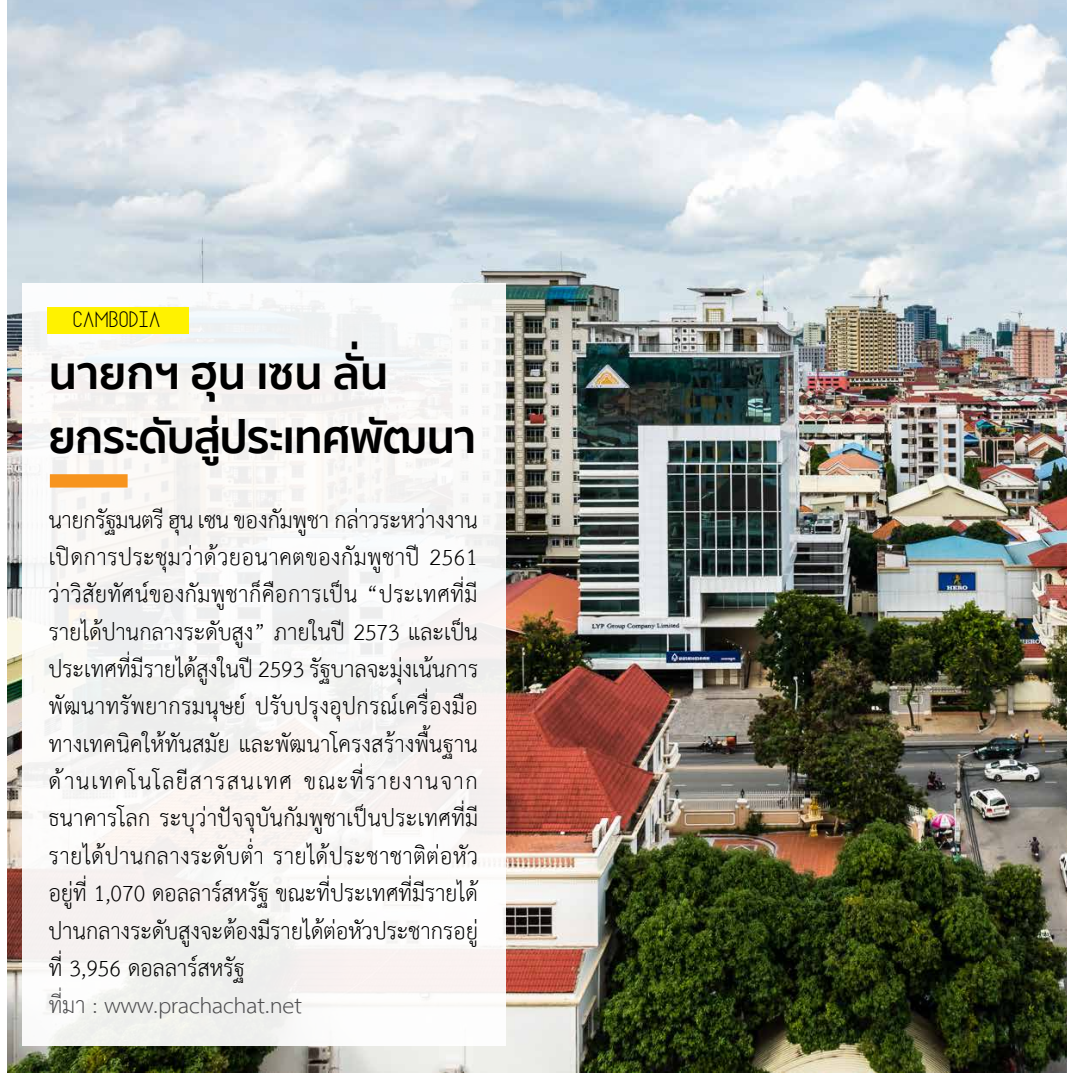 CAMBODIA
นายกฯ ฮุน เซน ลั่น
ยกระดับสู่ประเทศพัฒนา
นายกรัฐมนตรี ฮุน เซน ของกัมพูชา กล่าวระหว่างงาน
เปิดการประชุมว่าด้วยอนาคตของกัมพูชาปี 2561
ว่าวิสัยทัศน์ของกัมพูชาก็คือการเป็น “ประเทศที่มี
รายได้ปานกลางระดับสูง” ภายในปี 2573 และเป็น
ประเทศที่มีรายได้สูงในปี 2593 รัฐบาลจะมุ่งเน้นการ
พัฒนาทรัพยากรมนุษย์ ปรับปรุงอุปกรณ์เครื่องมือ
ทางเทคนิคให้ทันสมัย และพัฒนาโครงสร้างพื้นฐาน
ด้านเทคโนโลยีสารสนเทศ ขณะที่รายงานจาก
ธนาคารโลก ระบุว่าปัจจุบันกัมพูชาเป็นประเทศที่มี
รายได้ปานกลางระดับต่ำ รายได้ประชาชาติต่อหัว
อยู่ที่ 1,070 ดอลลาร์สหรัฐ ขณะที่ประเทศที่มีรายได้
ปานกลางระดับสูงจะต้องมีรายได้ต่อหัวประชากรอยู่
ที่ 3,956 ดอลลาร์สหรัฐ
ที่มา : www.prachachat.net
LYP Group Company Limited
HERO
HERO